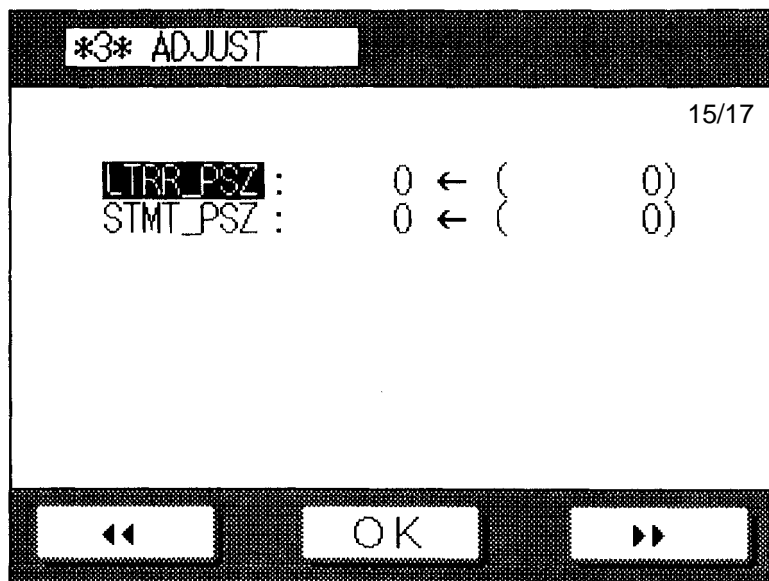 *3* ADJUST
15/17
LTRR_PSZ : 0 ← ( 0)
STMT_PSZ : 0 ← ( 0)
◀◀ OK ▶▶